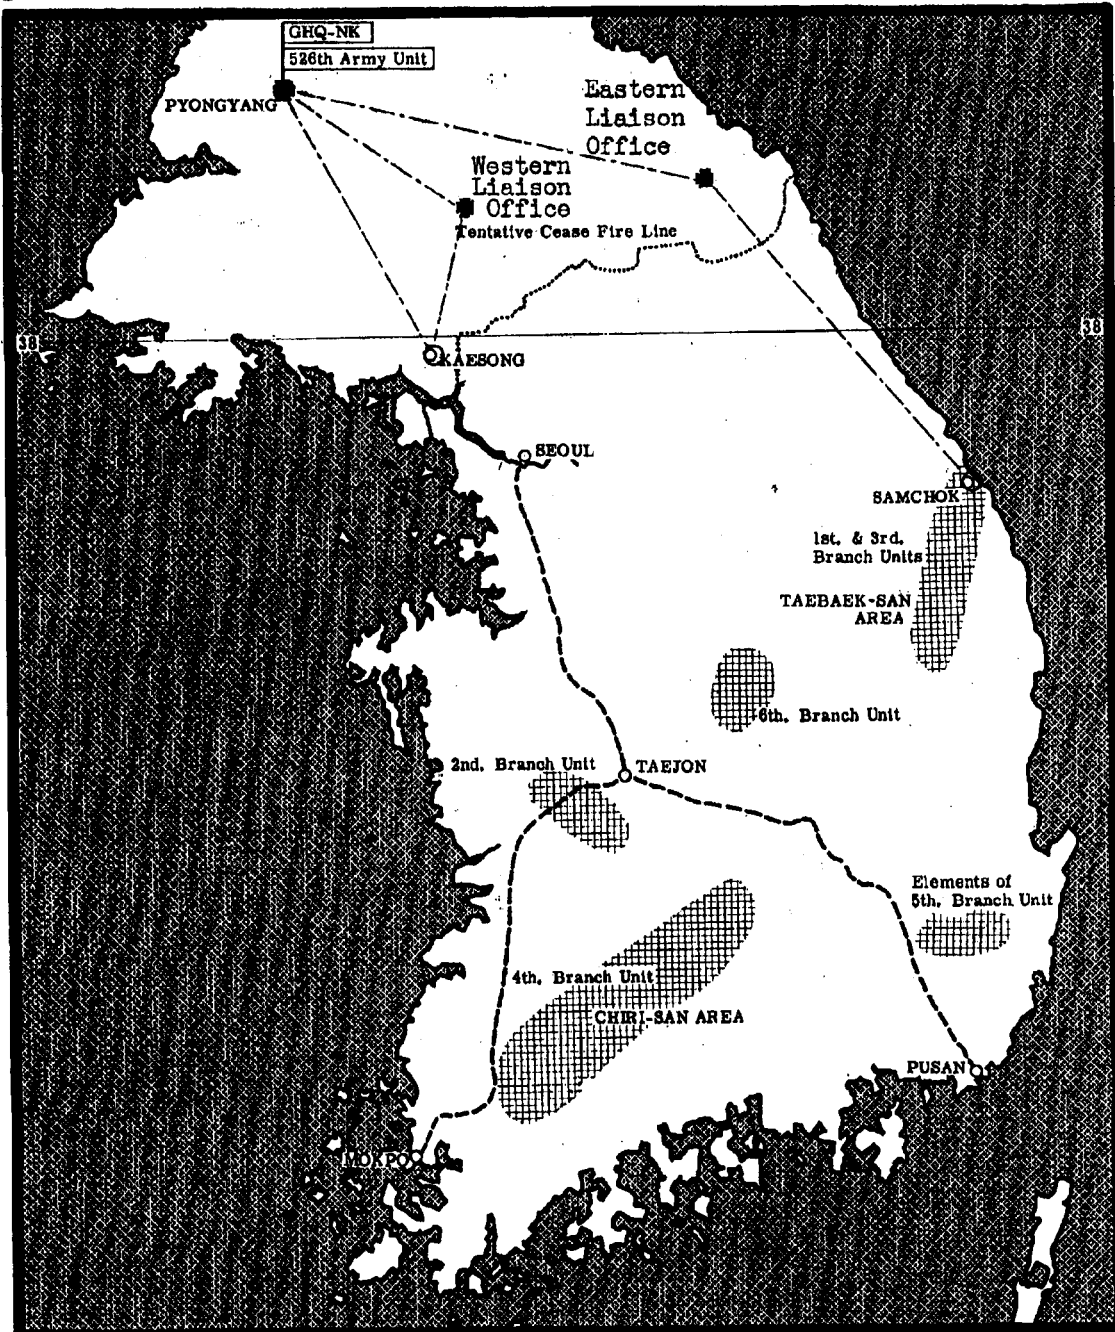 GHQ-NK
526th Army Unit
PYONGYANG
Eastern
Liaison
Office
Western
Liaison
Office
Tentative Cease Fire Line
38
38
KAESONG
SEOUL
SAMCHOK
1st. & 3rd.
Branch Units
TAEBAEK-SAN
AREA
6th. Branch Unit
2nd. Branch Unit
TAEJON
Elements of
5th. Branch Unit
4th. Branch Unit
CHIRI-SAN AREA
PUSAN
MOKPO